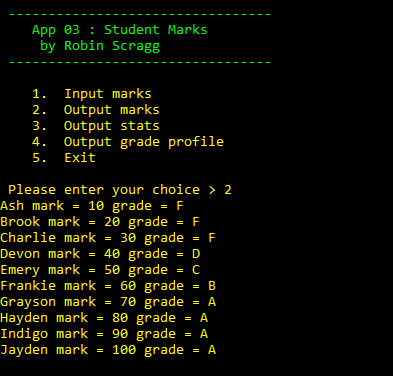 ---------------------------------
App 03 : Student Marks
by Robin Scragg
---------------------------------
1. Input marks
2. Output marks
3. Output stats
4. Output grade profile
5. Exit
Please enter your choice > 2
Ash mark = 10 grade = F
Brook mark = 20 grade = F
Charlie mark = 30 grade = F
Devon mark = 40 grade = D
Emery mark = 50 grade = C
Frankie mark = 60 grade = B
Grayson mark = 70 grade = A
Hayden mark = 80 grade = A
Indigo mark = 90 grade = A
Jayden mark = 100 grade = A